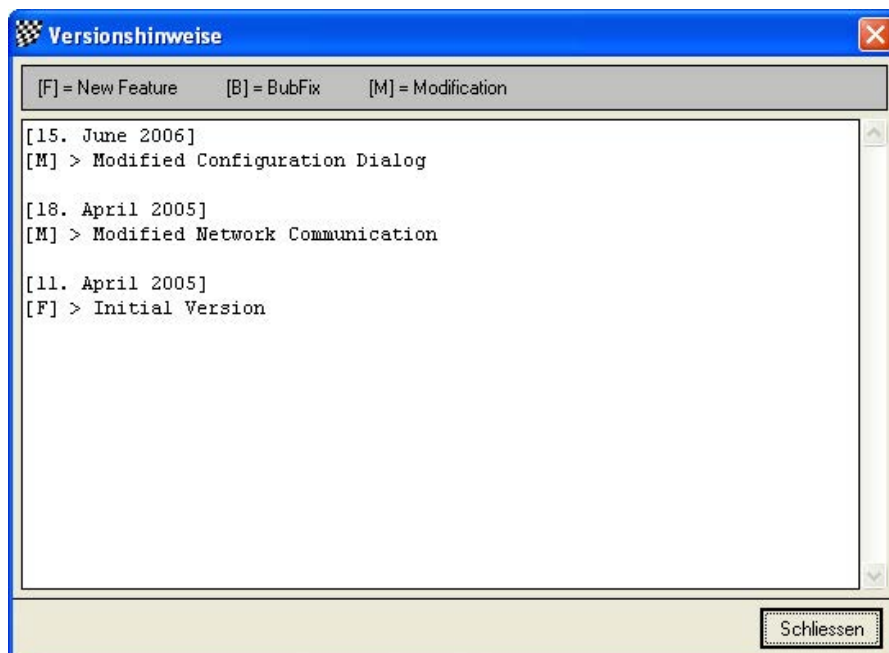 Versionshinweise
[F] = New Feature [B] = BubFix [M] = Modification
[15. June 2006]
[M] > Modified Configuration Dialog
[18. April 2005]
[M] > Modified Network Communication
[11. April 2005]
[F] > Initial Version
Schliessen